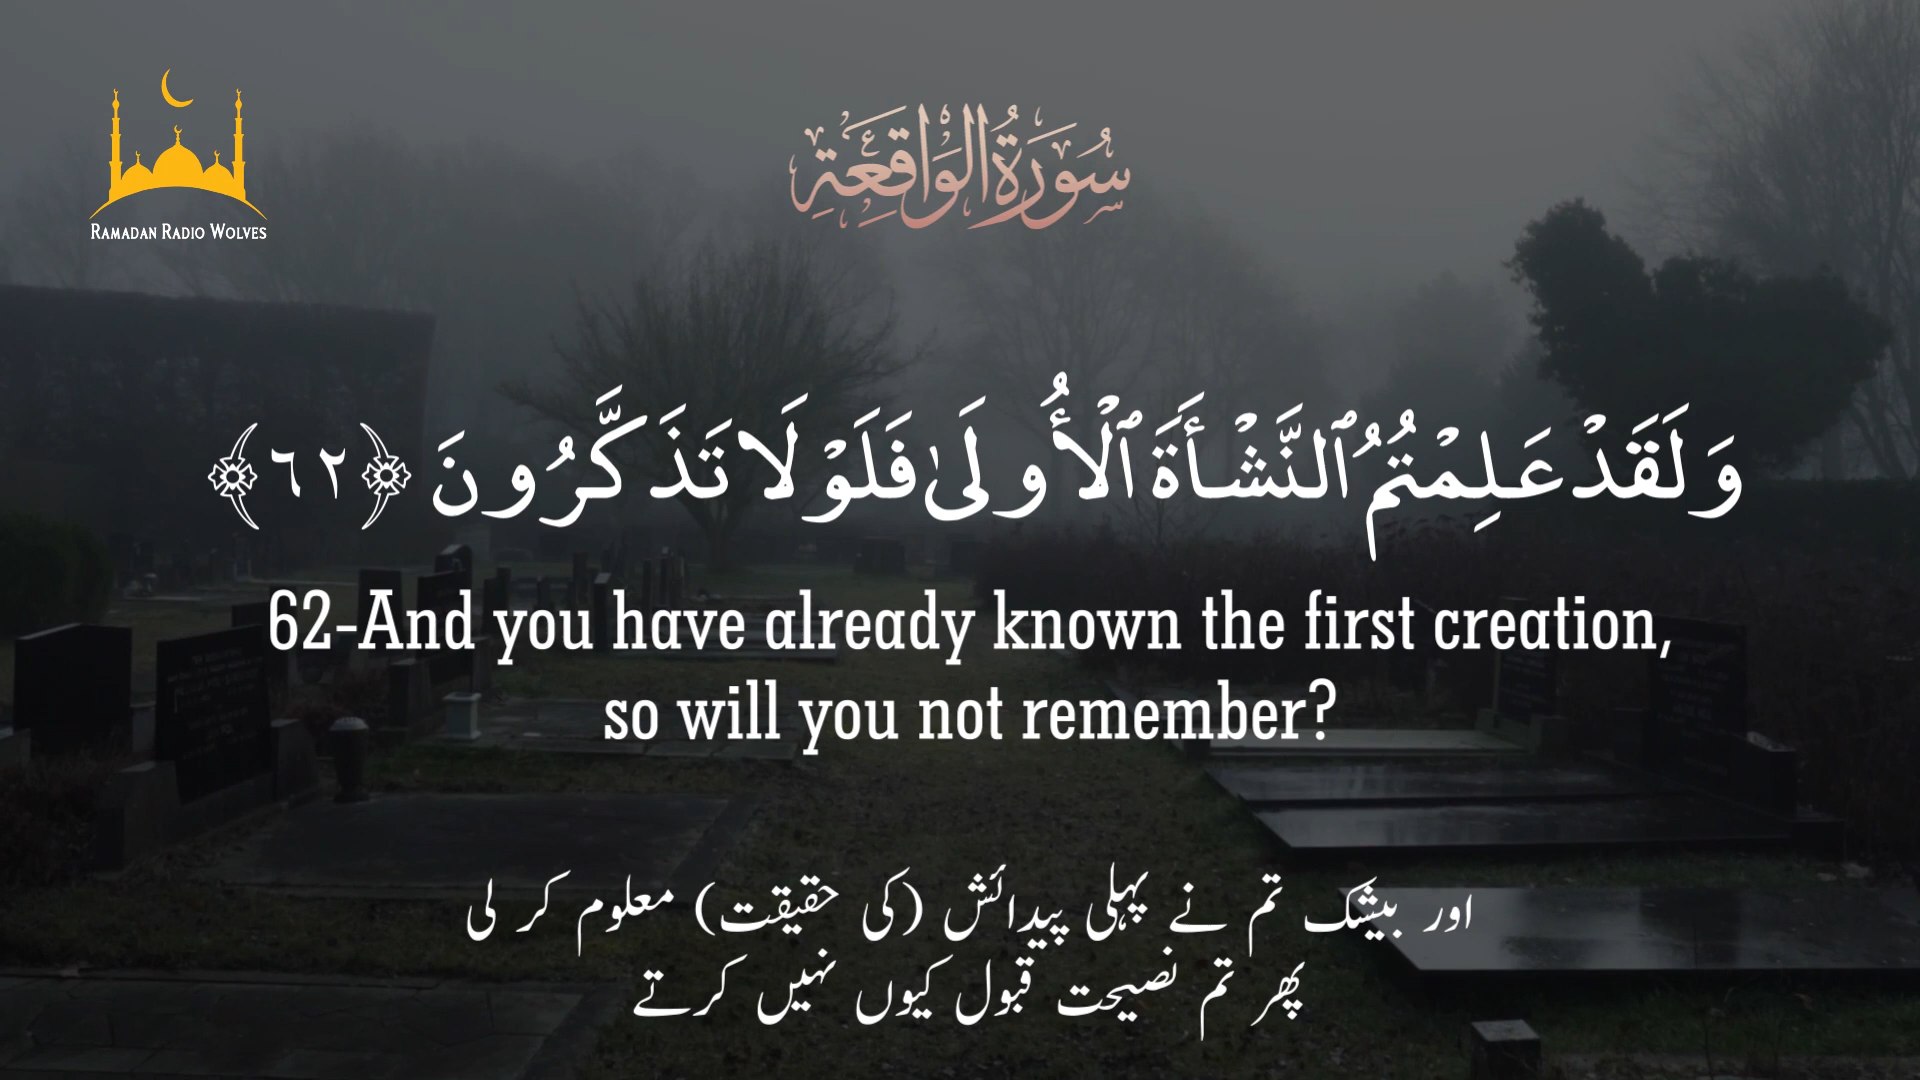 RAMADAN RADIO WOLVES
سُورَةُ الْوَاقِعَةِ
وَلَقَدْ عَلِمْتُمُ ٱلنَّشْأَةَ ٱلْأُولَىٰ فَلَوْلَا تَذَكَّرُونَ ﴿٦٢﴾
62-And you have already known the first creation,
so will you not remember?
اور بیشک تم نے پہلی پیدائش (کی حقیقت) معلوم کر لی
پھر تم نصیحت قبول کیوں نہیں کرتے